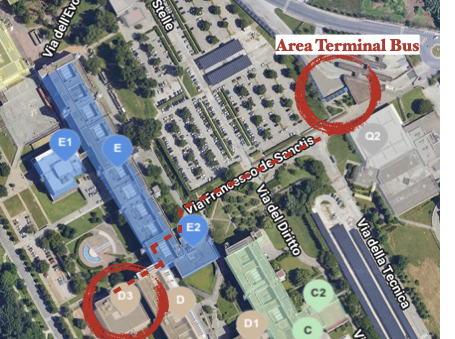 Via dell'Evo
Stelle
Area Terminal Bus
E1
E
Q2
Via Francesco de Sanctis
E2
Via del Diritto
Via della Tecnica
D3
D
C2
D1
C